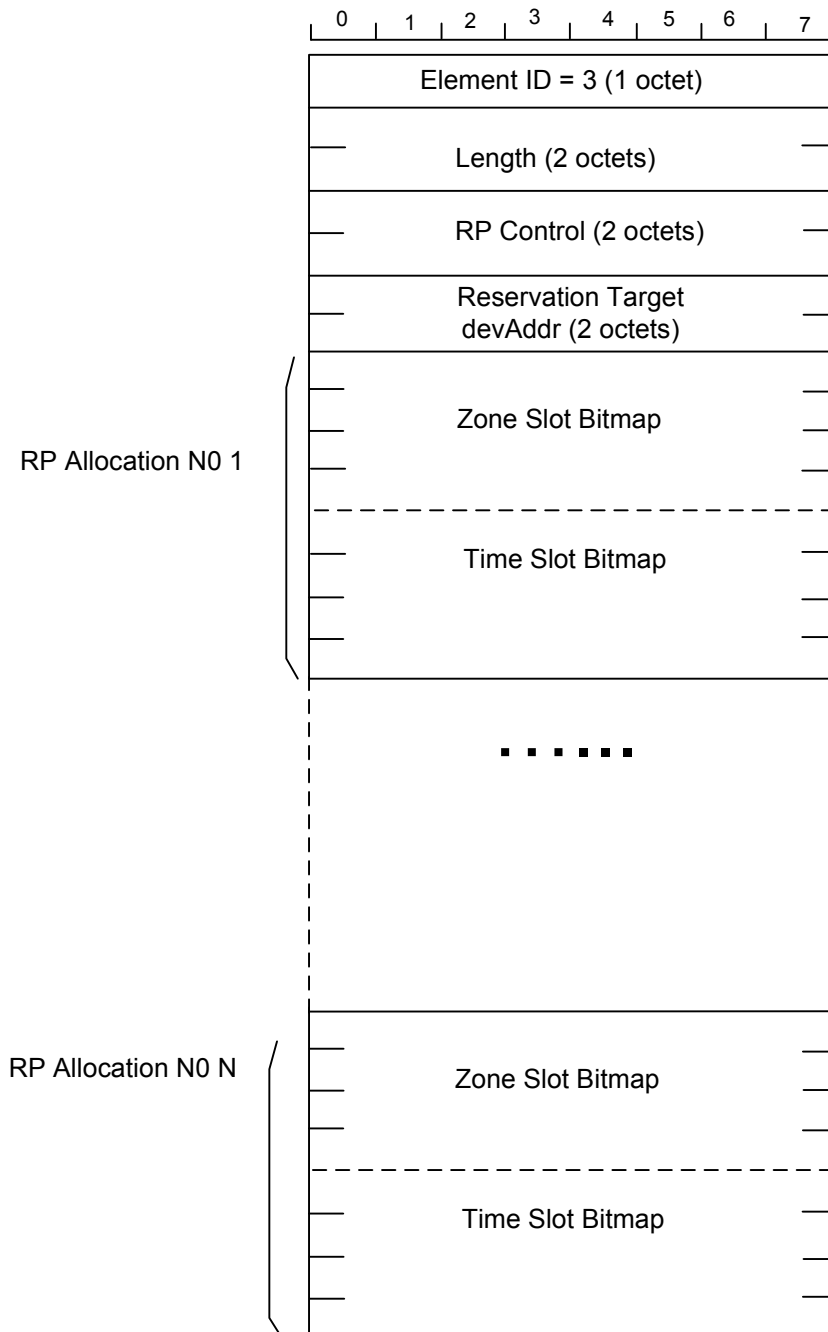 0 1 2 3 4 5 6 7
Element ID = 3 (1 octet)
Length (2 octets)
RP Control (2 octets)
Reservation Target
devAddr (2 octets)
Zone Slot Bitmap
RP Allocation N0 1
Time Slot Bitmap
RP Allocation N0 N
Zone Slot Bitmap
Time Slot Bitmap